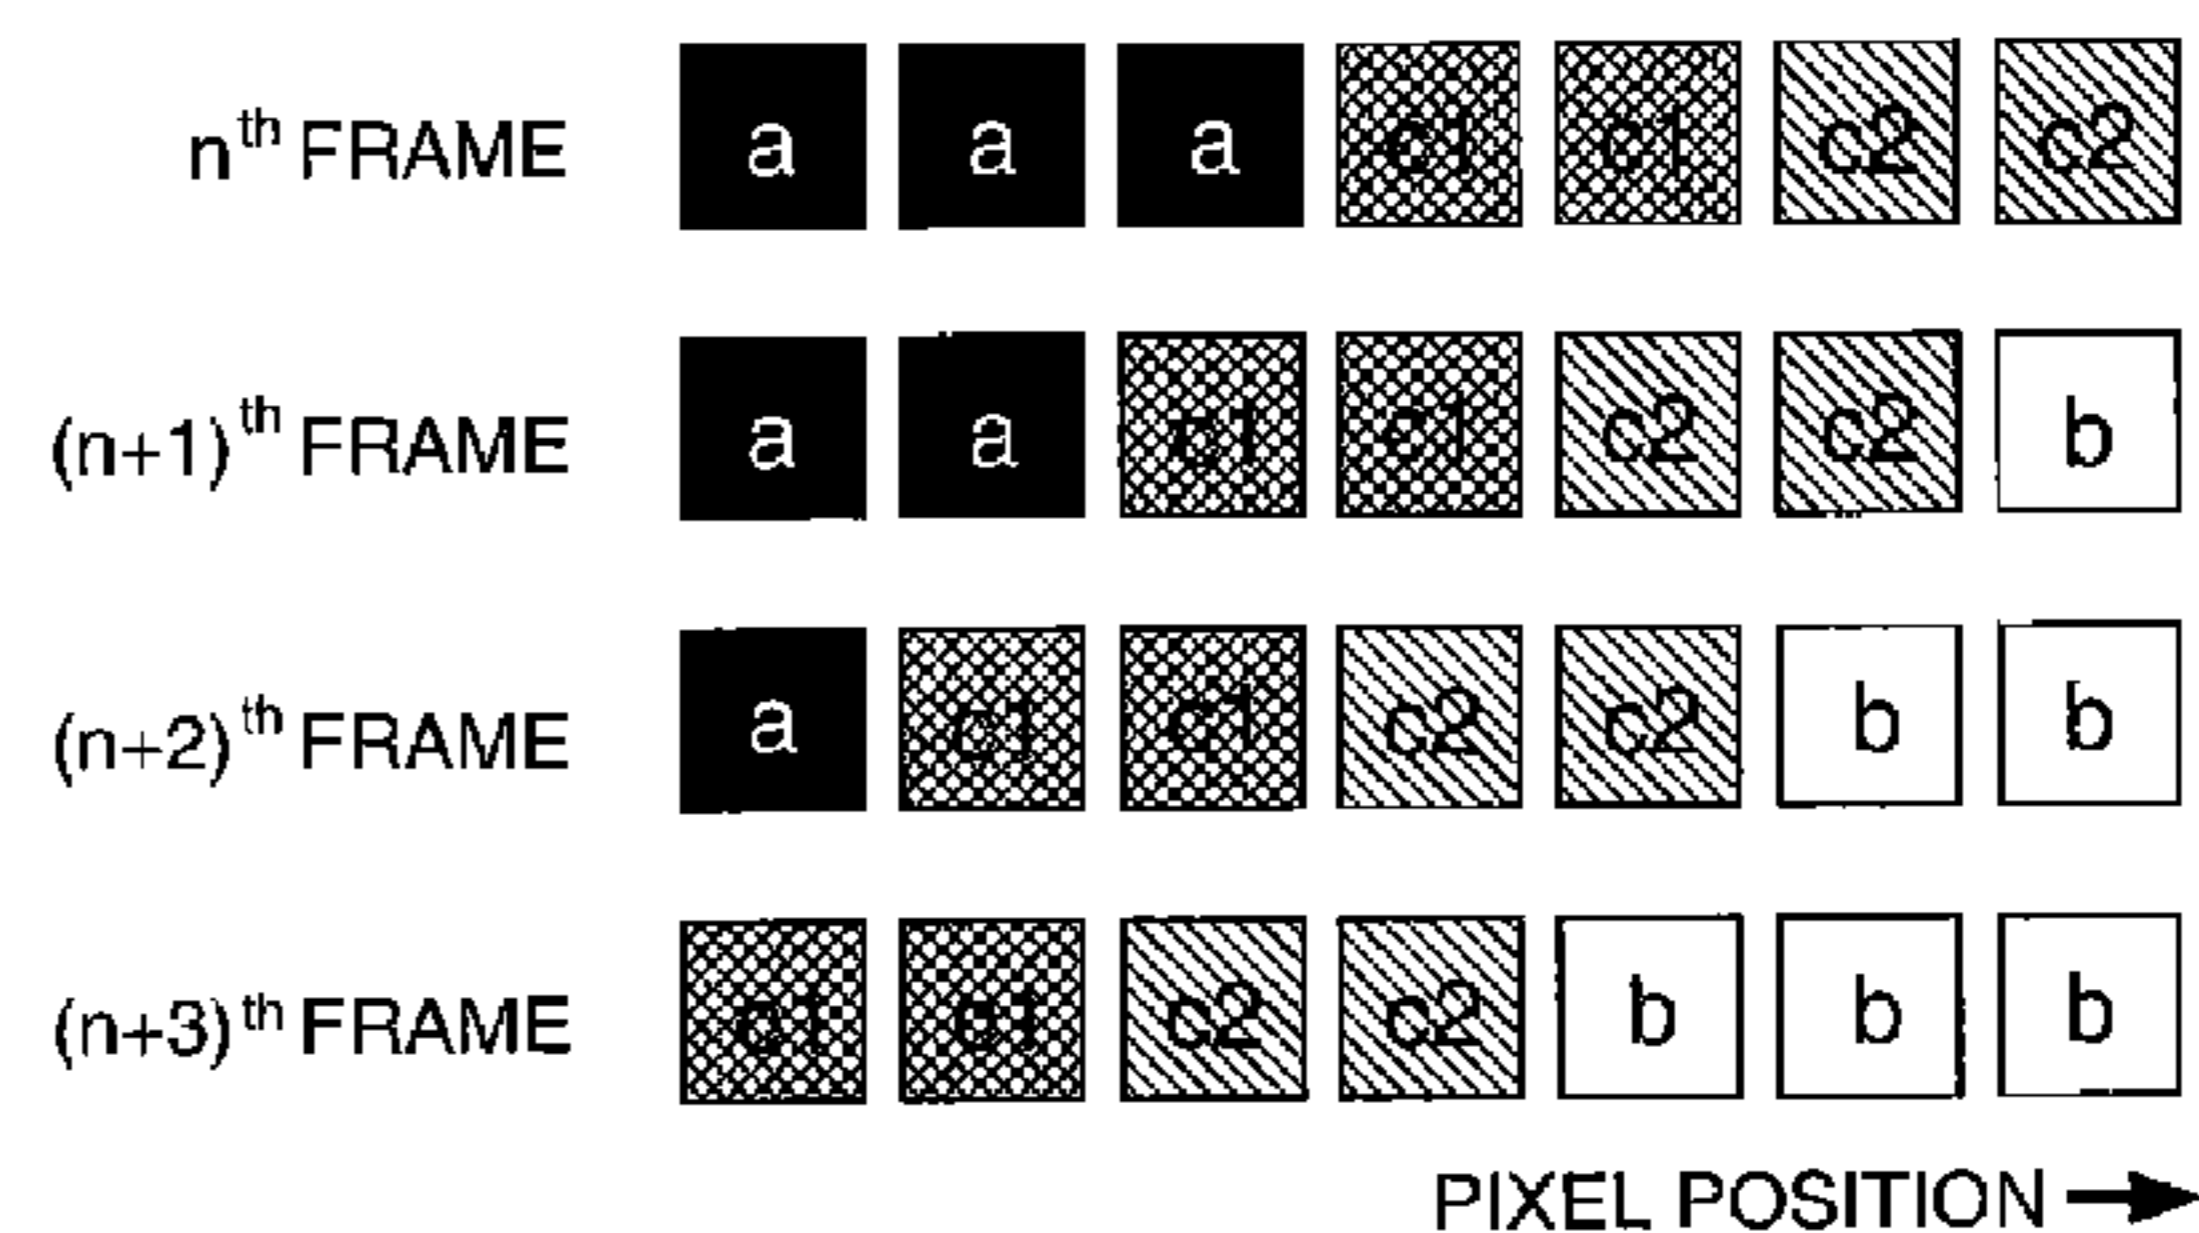 nth FRAME a a a c1 c1 c2 c2
(n+1)th FRAME a a c1 c1 c2 c2 b
(n+2)th FRAME a c1 c1 c2 c2 b b
(n+3)th FRAME c1 c1 c2 c2 b b b
PIXEL POSITION